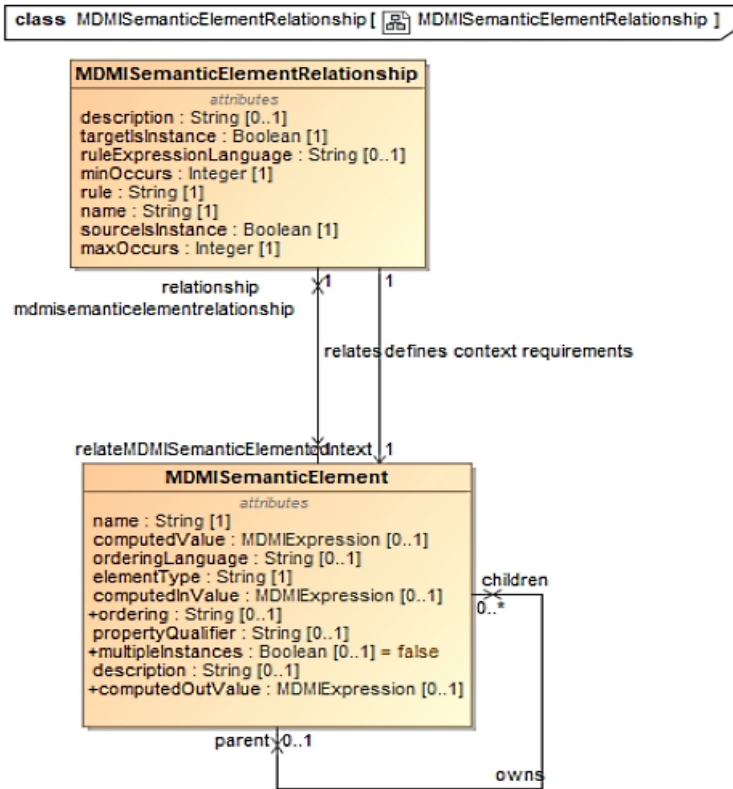 class MDMISemanticElementRelationship [ MDMISemanticElementRelationship ]
MDMISemanticElementRelationship
attributes
description : String [0..1]
targetIsInstance : Boolean [1]
ruleExpressionLanguage : String [0..1]
minOccurs : Integer [1]
rule : String [1]
name : String [1]
sourceIsInstance : Boolean [1]
maxOccurs : Integer [1]
relationship 1 1
mdmisemanticelementrelationship
relates defines context requirements
relateMDMISemanticElement 1 context 1
MDMISemanticElement
attributes
name : String [1]
computedValue : MDMIExpression [0..1]
orderingLanguage : String [0..1]
elementType : String [1]
computedInValue : MDMIExpression [0..1]
+ordering : String [0..1]
propertyQualifier : String [0..1]
+multipleInstances : Boolean [0..1] = false
description : String [0..1]
+computedOutValue : MDMIExpression [0..1]
children
0..*
parent 0..1
owns